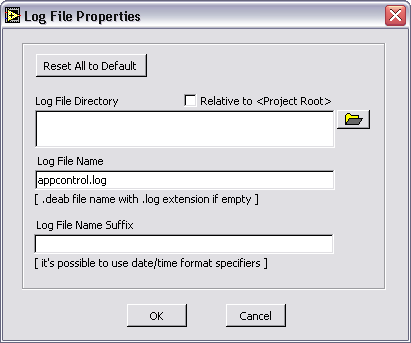 Log File Properties
Reset All to Default
Log File Directory
Relative to <Project Root>
Log File Name
appcontrol.log
[ .deab file name with .log extension if empty ]
Log File Name Suffix
[ it's possible to use date/time format specifiers ]
OK
Cancel